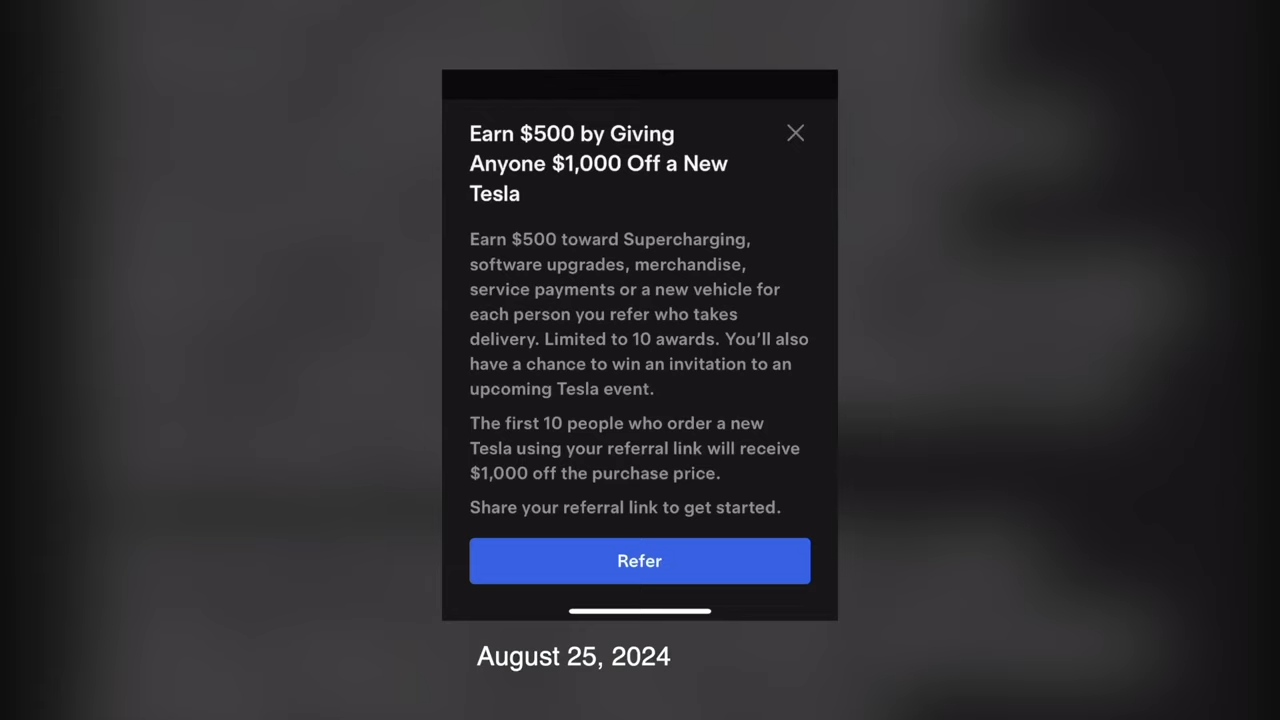 Earn $500 by Giving
Anyone $1,000 Off a New
Tesla
Earn $500 toward Supercharging,
software upgrades, merchandise,
service payments or a new vehicle for
each person you refer who takes
delivery. Limited to 10 awards. You’ll also
have a chance to win an invitation to an
upcoming Tesla event.
The first 10 people who order a new
Tesla using your referral link will receive
$1,000 off the purchase price.
Share your referral link to get started.
Refer
August 25, 2024